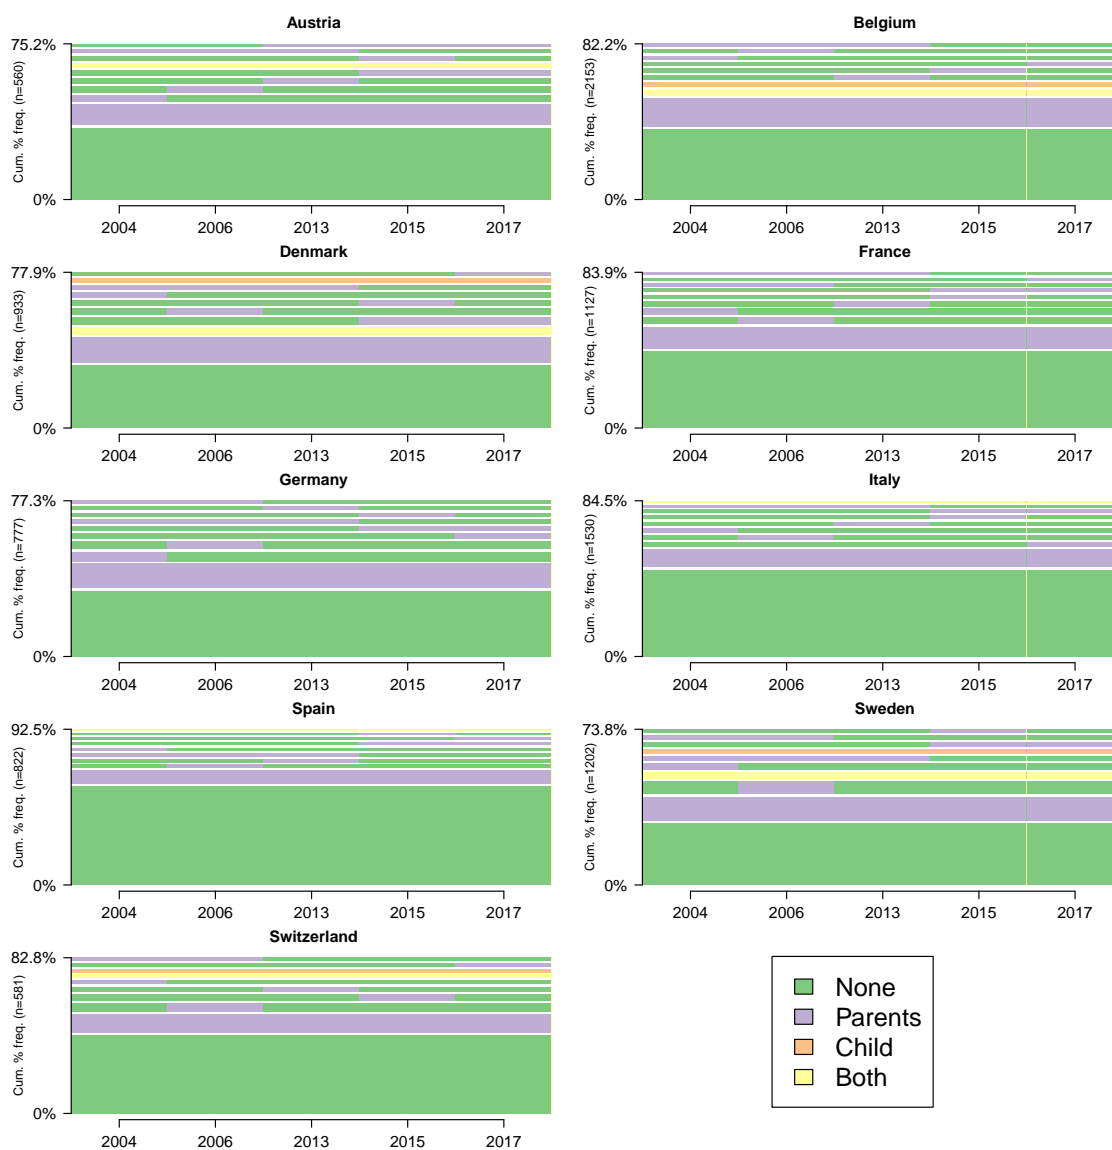 Austria
75.2%
Cum. % freq. (n=560)
0%
2004 2006 2013 2015 2017
Belgium
82.2%
Cum. % freq. (n=2153)
0%
2004 2006 2013 2015 2017
Denmark
77.9%
Cum. % freq. (n=933)
0%
2004 2006 2013 2015 2017
France
83.9%
Cum. % freq. (n=1127)
0%
2004 2006 2013 2015 2017
Germany
77.3%
Cum. % freq. (n=777)
0%
2004 2006 2013 2015 2017
Italy
84.5%
Cum. % freq. (n=1530)
0%
2004 2006 2013 2015 2017
Spain
92.5%
Cum. % freq. (n=822)
0%
2004 2006 2013 2015 2017
Sweden
73.8%
Cum. % freq. (n=1202)
0%
2004 2006 2013 2015 2017
Switzerland
82.8%
Cum. % freq. (n=581)
0%
2004 2006 2013 2015 2017
None
Parents
Child
Both